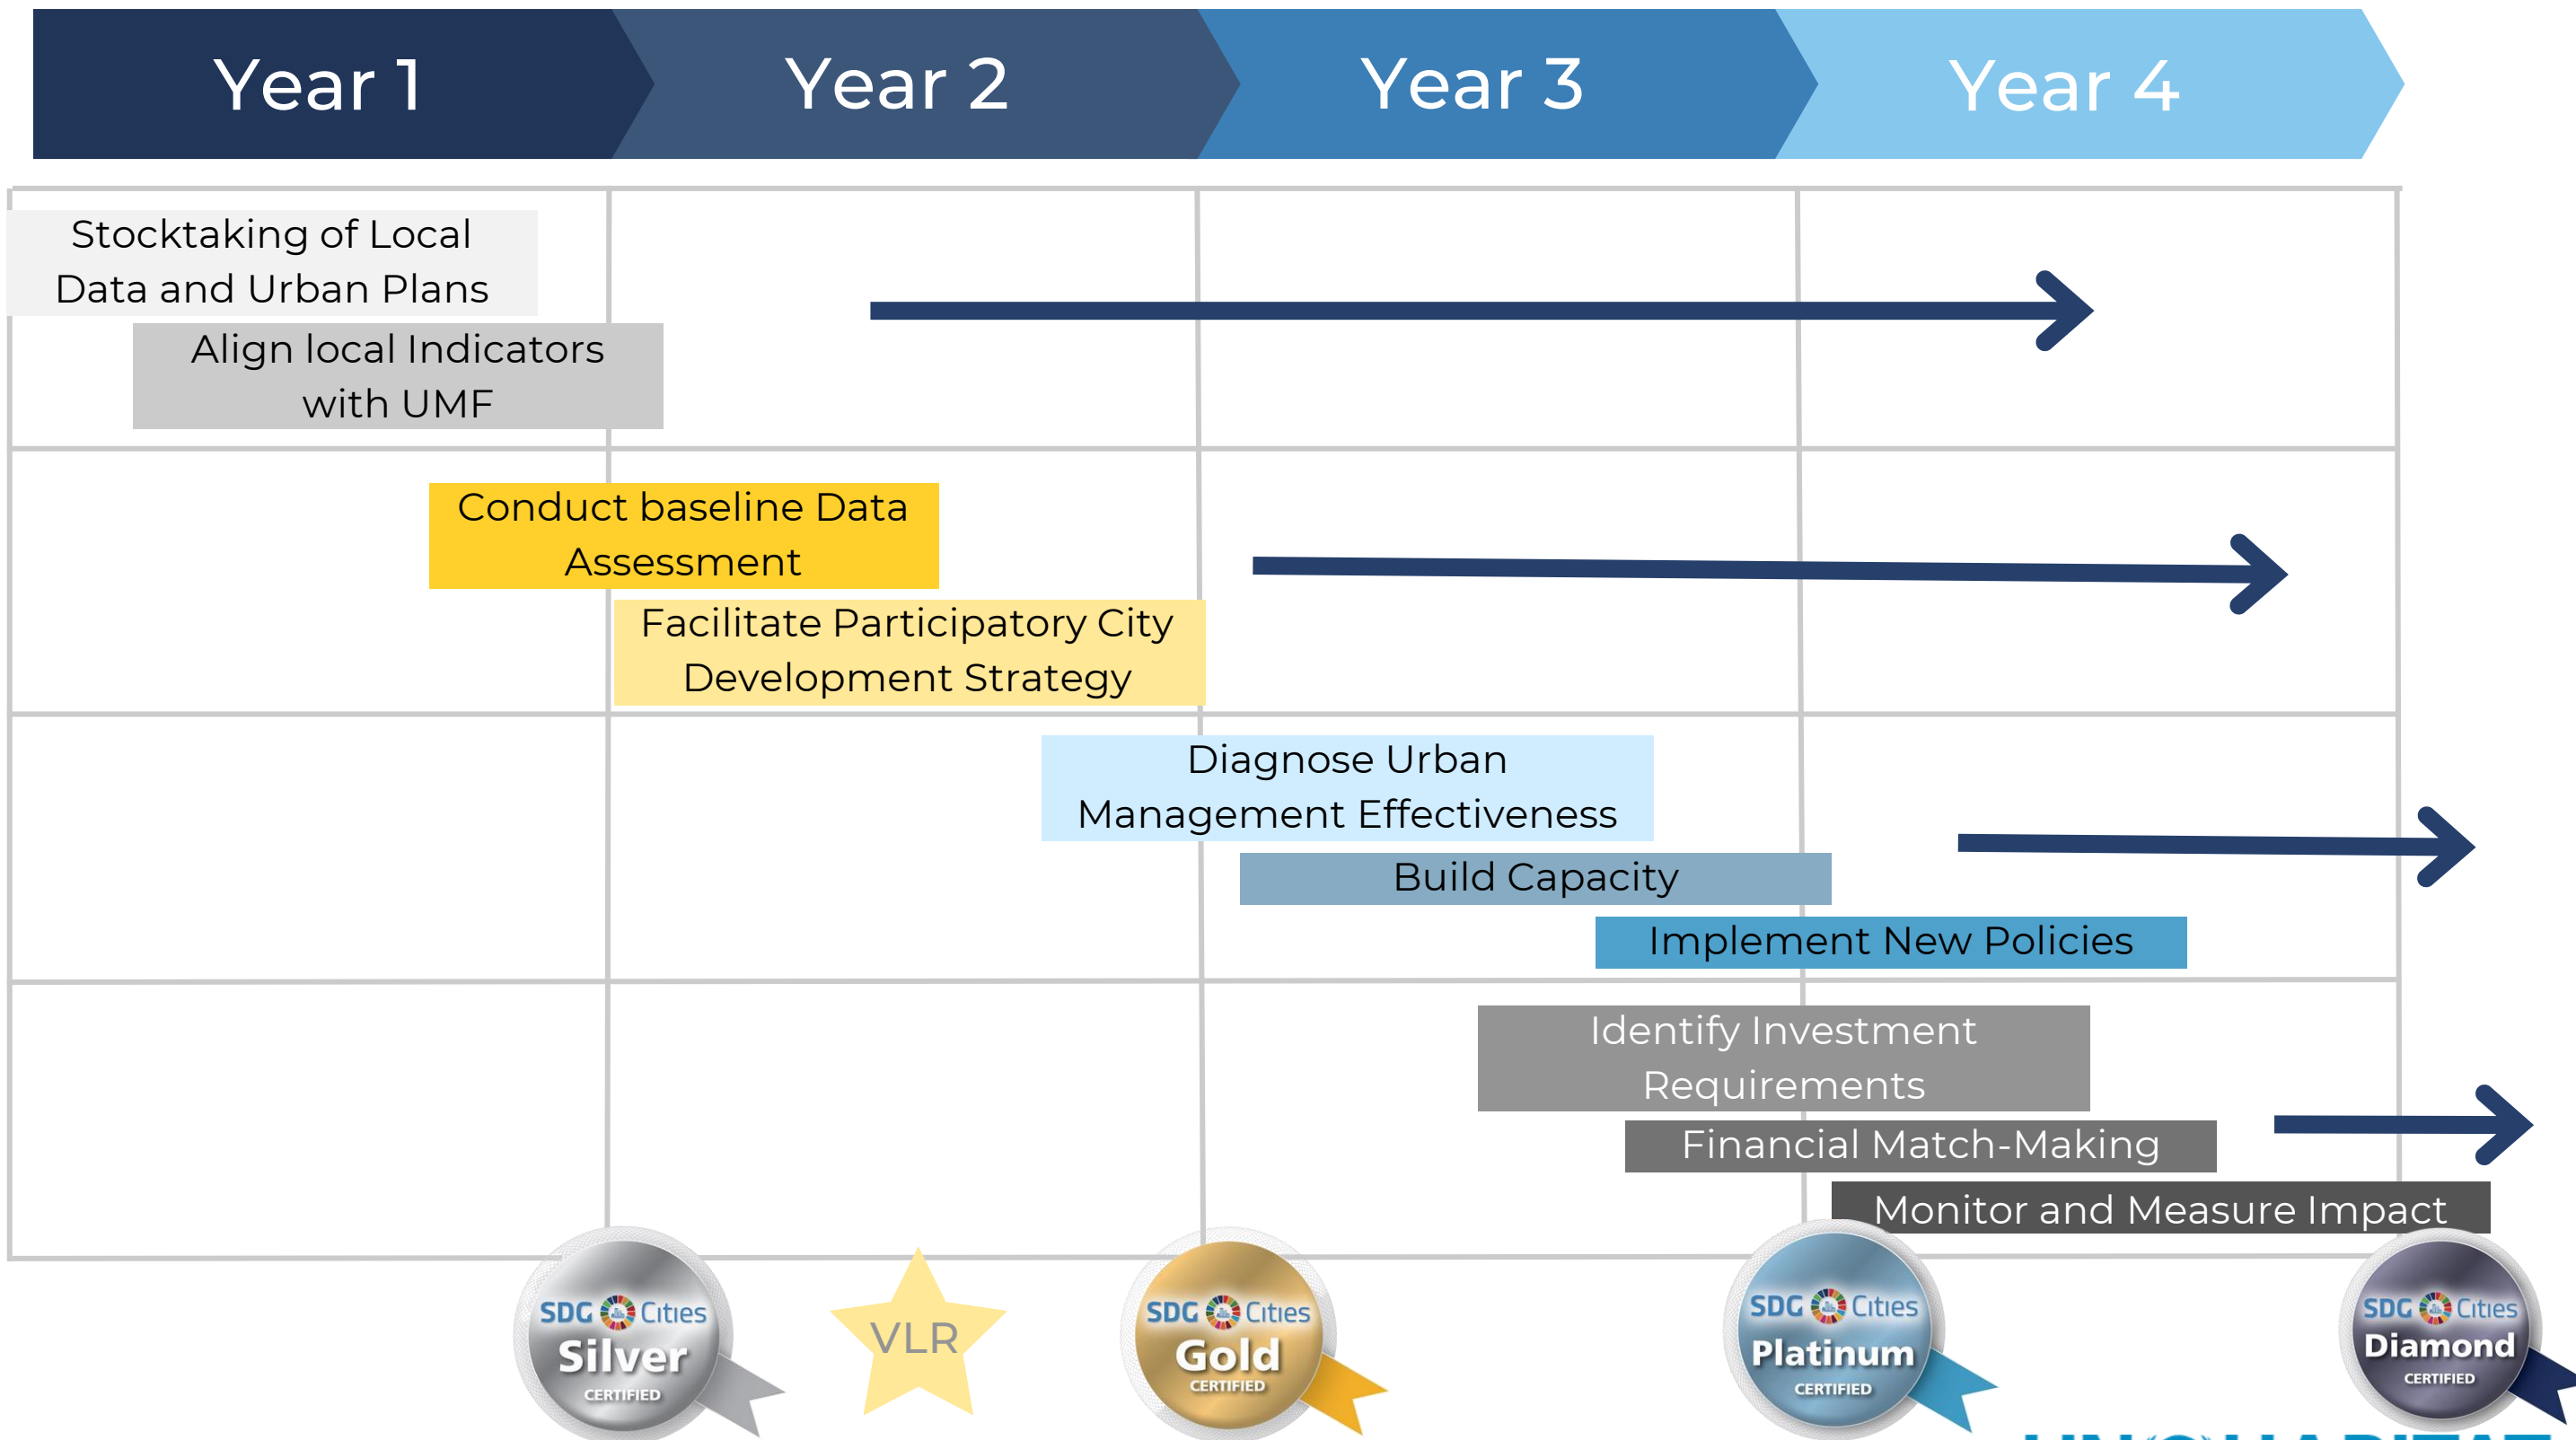 Year 1
Year 2
Year 3
Year 4
Stocktaking of Local
Data and Urban Plans
Align local Indicators
with UMF
Conduct baseline Data
Assessment
Facilitate Participatory City
Development Strategy
Diagnose Urban
Management Effectiveness
Build Capacity
Implement New Policies
Identify Investment
Requirements
Financial Match-Making
Monitor and Measure Impact
SDG Cities
Silver
CERTIFIED
VLR
SDG Cities
Gold
CERTIFIED
SDG Cities
Platinum
CERTIFIED
SDG Cities
Diamond
CERTIFIED